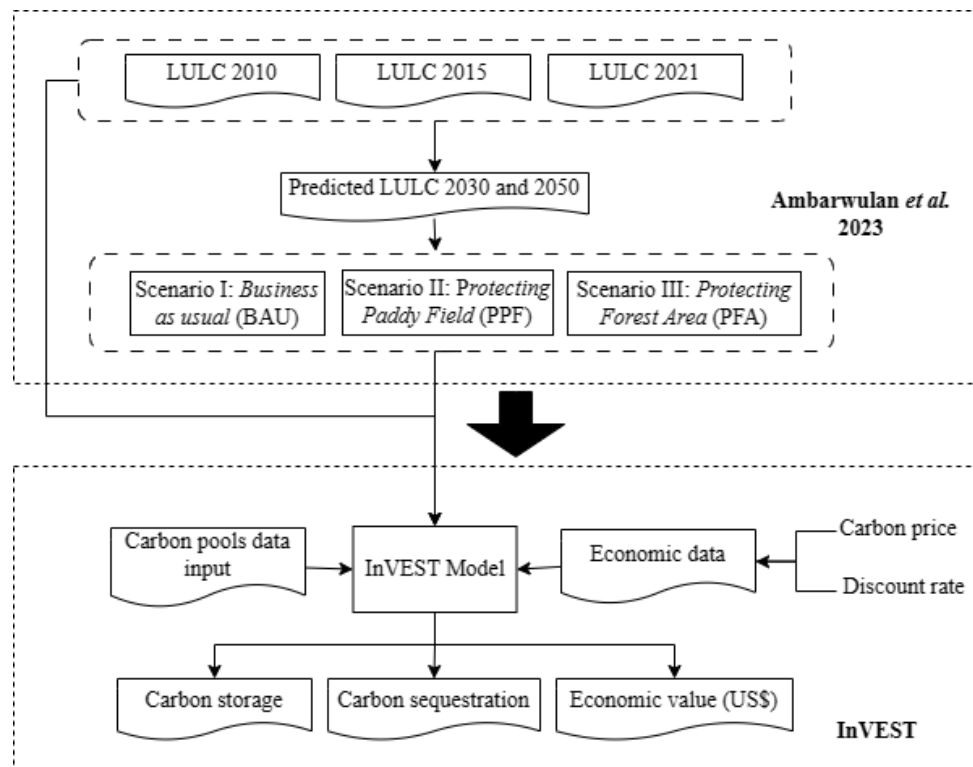 LULC 2010
LULC 2015
LULC 2021
Predicted LULC 2030 and 2050
Ambarwulan et al.
2023
Scenario I: Business
as usual (BAU)
Scenario II: Protecting
Paddy Field (PPF)
Scenario III: Protecting
Forest Area (PFA)
Carbon pools data
input
InVEST Model
Economic data
Carbon price
Discount rate
Carbon storage
Carbon sequestration
Economic value (US$)
InVEST